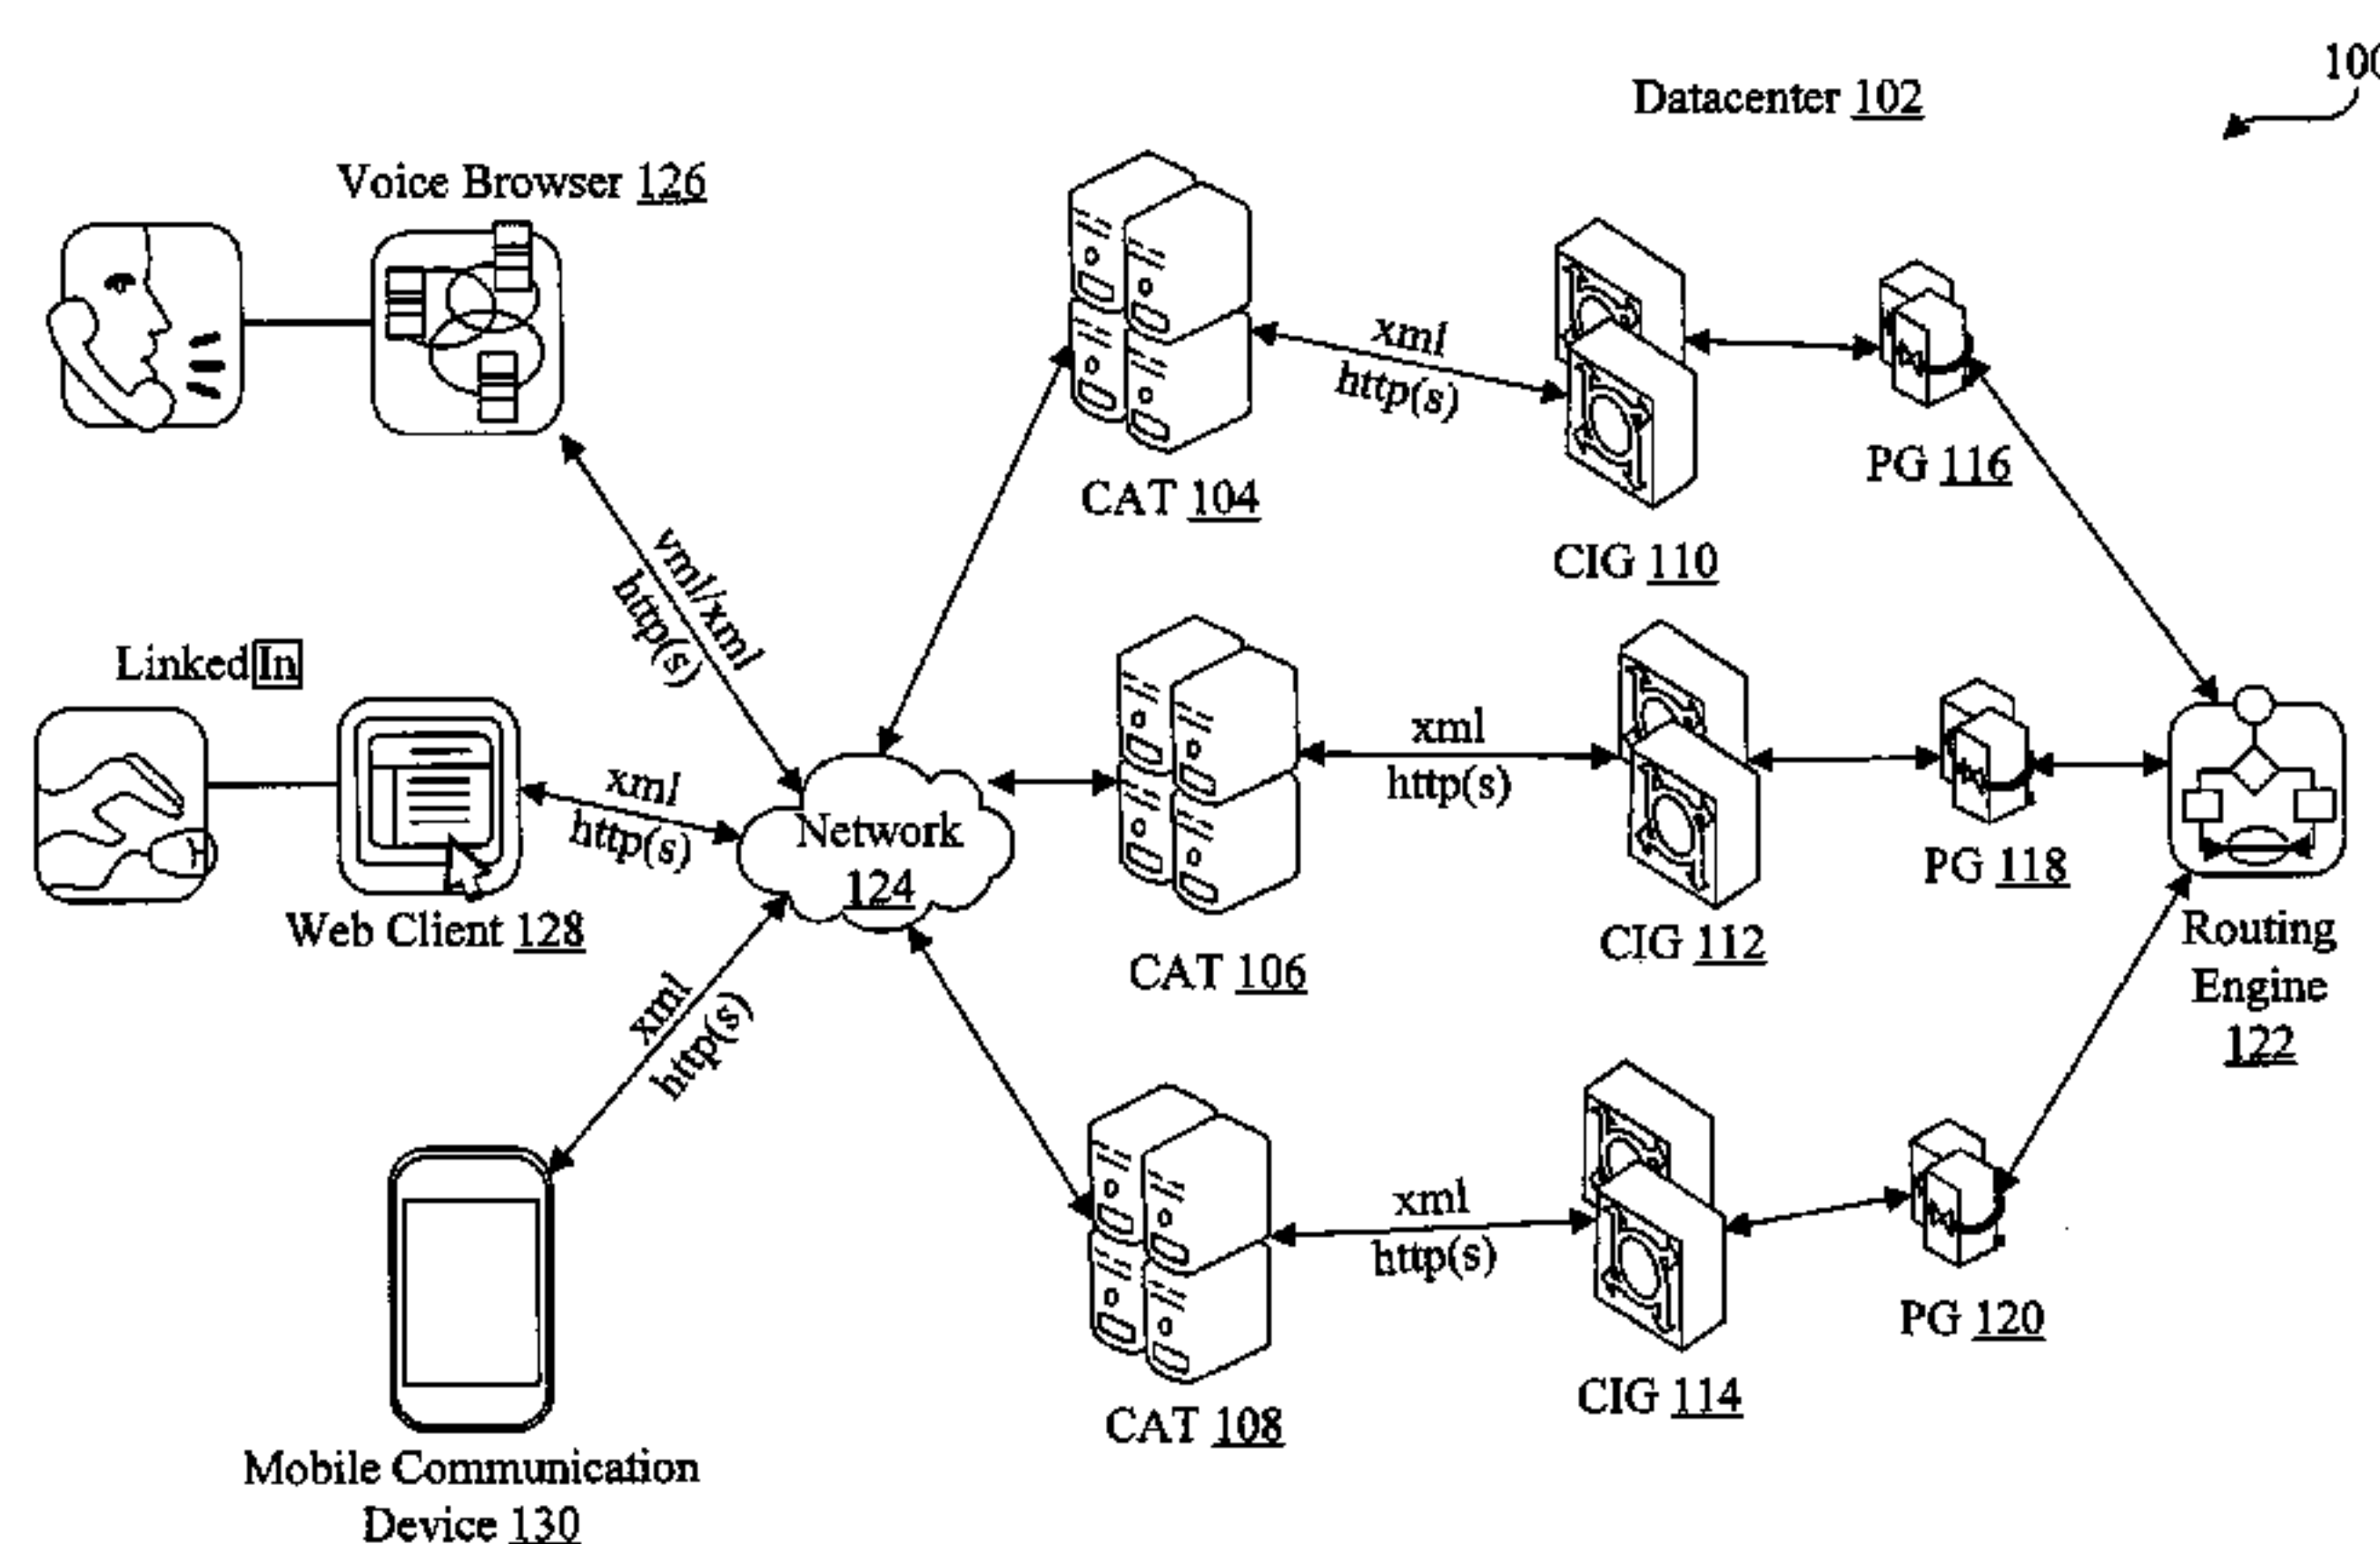 100
Datacenter 102
Voice Browser 126
xml
http(s)
CAT 104
PG 116
CIG 110
vml/xml
http(s)
Linked In
xml
http(s)
Network
124
Web Client 128
xml
http(s)
CAT 106
CIG 112
PG 118
Routing
Engine
122
xml
http(s)
xml
http(s)
CAT 108
CIG 114
PG 120
Mobile Communication
Device 130